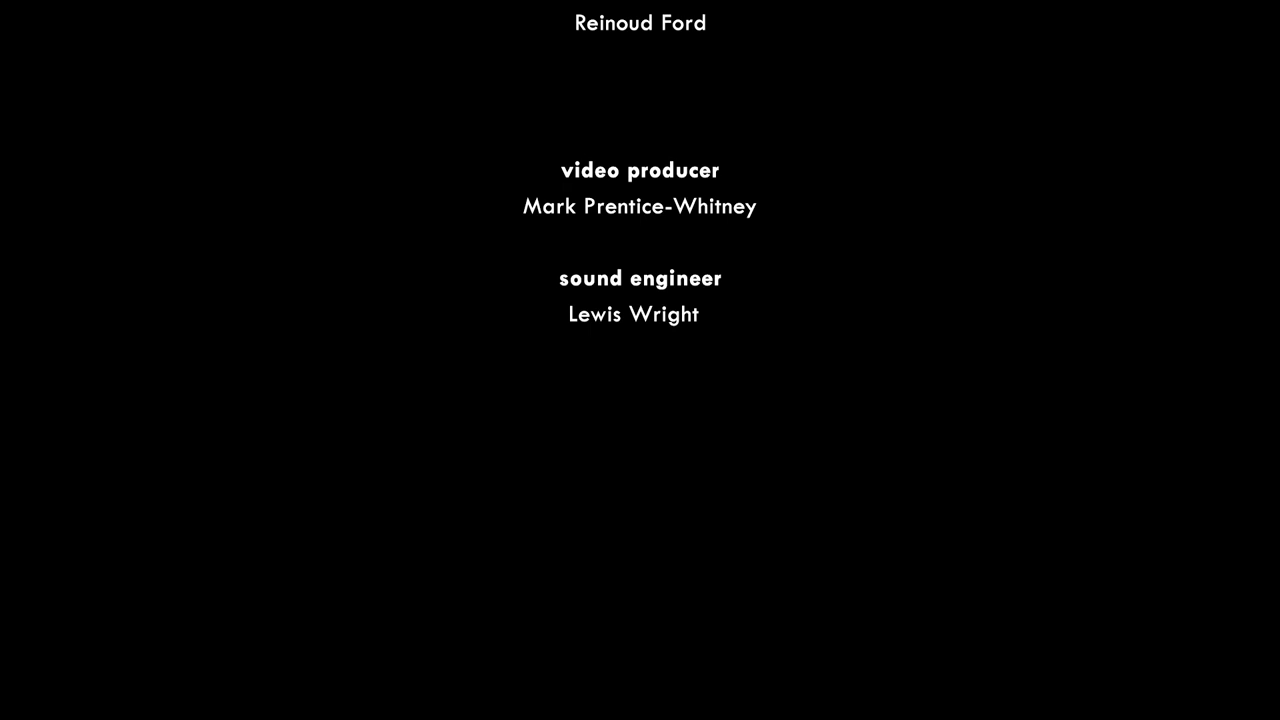 Reinoud Ford
video producer
Mark Prentice-Whitney
sound engineer
Lewis Wright